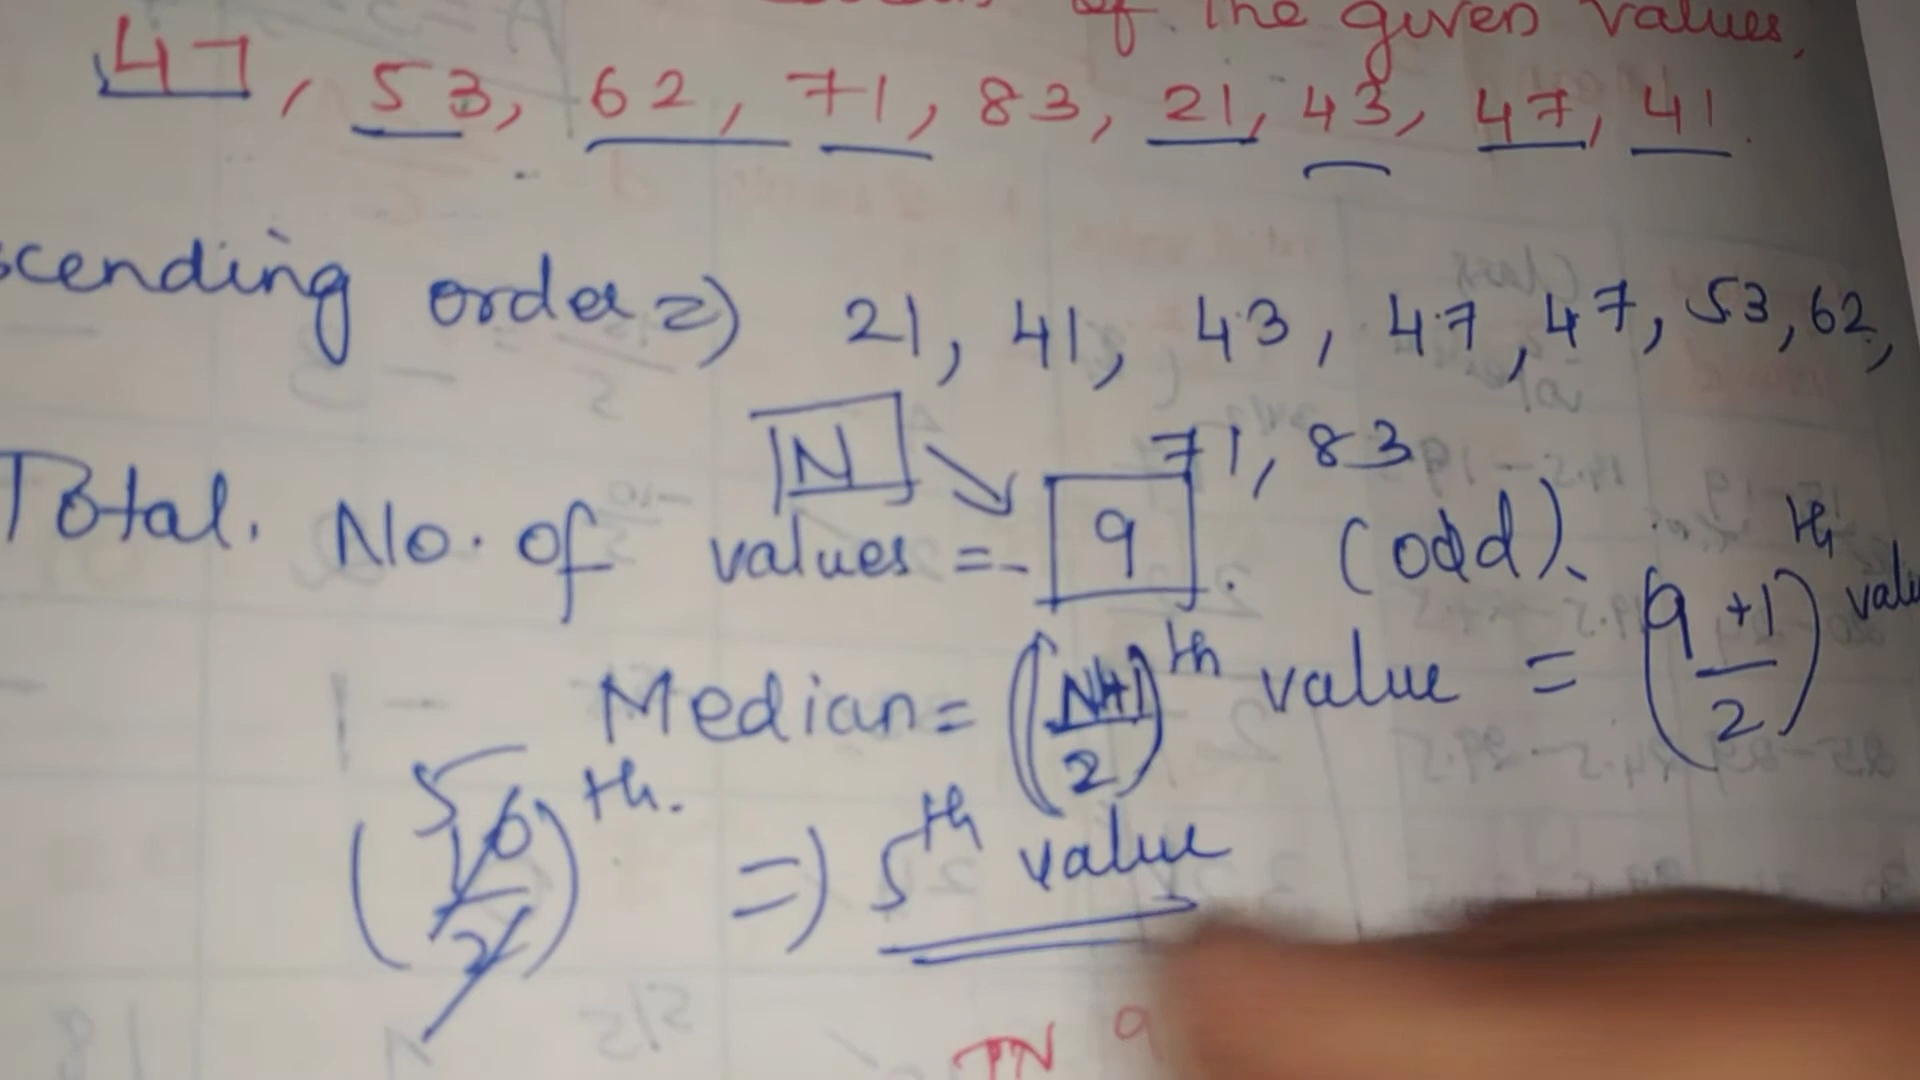 of the given values,
47, 53, 62, 71, 83, 21, 43, 47, 41.
scending order => 21, 41, 43, 47, 47, 53, 62,
71, 83
N
Total. No. of values = 9. (odd).
Median = (N+1/2)th value = (9+1/2)th valu
(10/2)th. => 5th value
5
IN 9